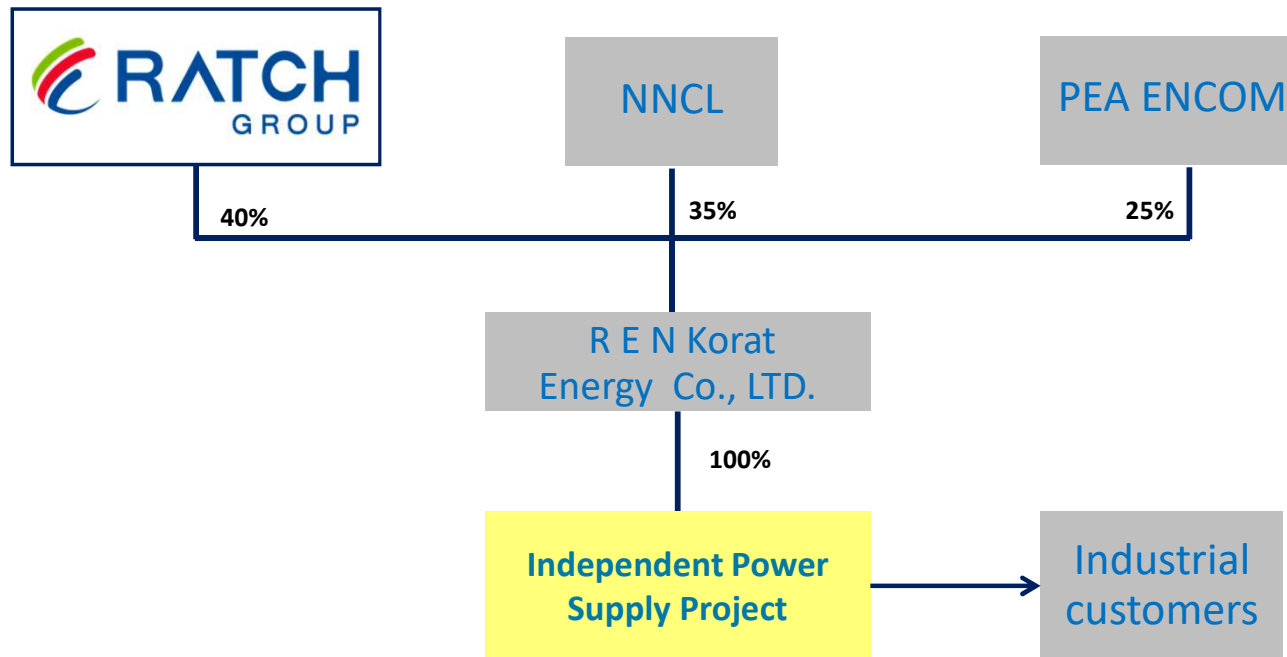 RATCH
GROUP
NNCL
PEA ENCOM
40%
35%
25%
R E N Korat
Energy Co., LTD.
100%
Independent Power
Supply Project
Industrial
customers